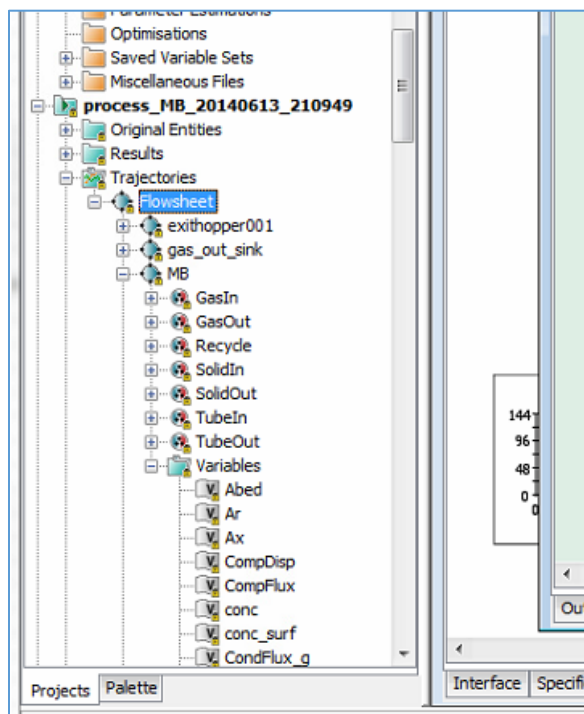 Parameter Estimations
Optimisations
Saved Variable Sets
Miscellaneous Files
process_MB_20140613_210949
Original Entities
Results
Trajectories
Flowsheet
exithopper001
gas_out_sink
MB
GasIn
GasOut
Recycle
SolidIn
SolidOut
TubeIn
TubeOut
Variables
Abed
Ar
Ax
CompDisp
CompFlux
conc
conc_surf
CondFlux_g
Projects
Palette
144
96
48
0
0
Out
Interface
Specifi